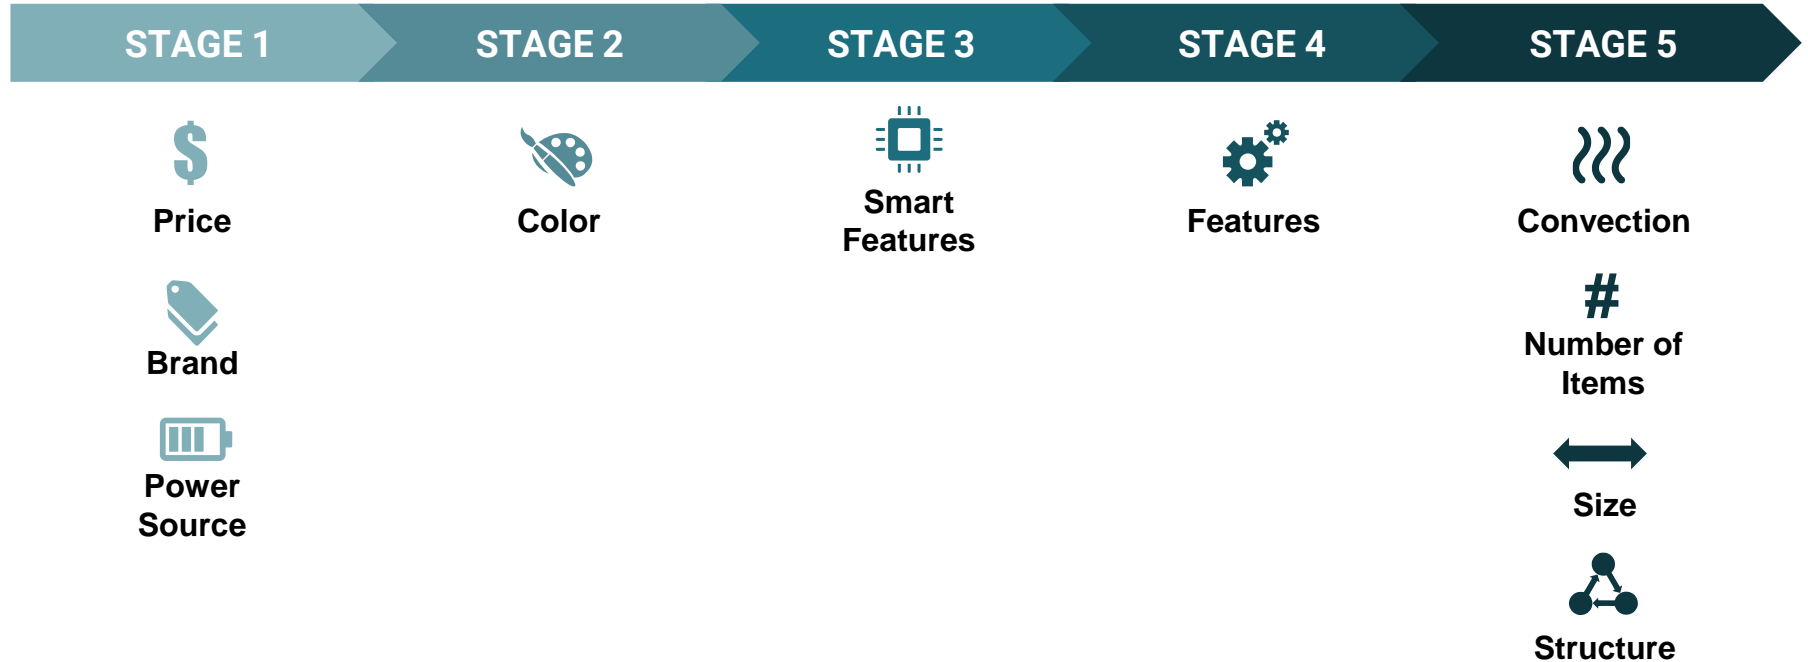 STAGE 1
STAGE 2
STAGE 3
STAGE 4
STAGE 5
$
Price
Brand
Power
Source
Color
Smart
Features
Features
Convection
#
Number of
Items
Size
Structure